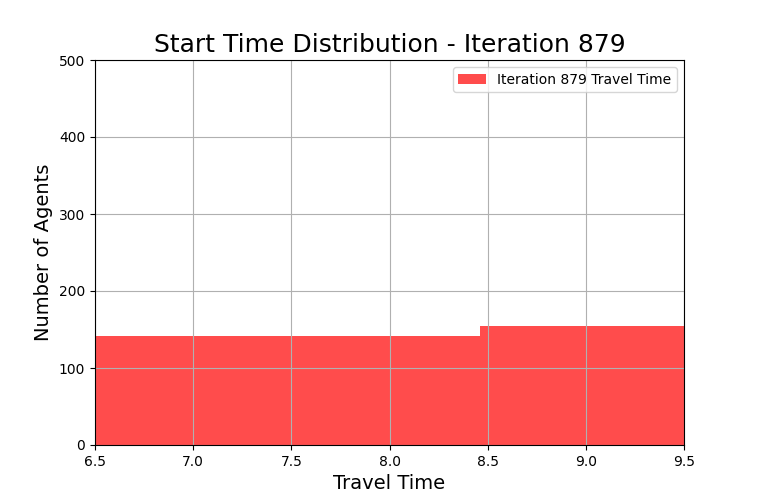 Start Time Distribution - Iteration 879
500
Iteration 879 Travel Time
400
300
200
100
0
Number of Agents
6.5 7.0 7.5 8.0 8.5 9.0 9.5
Travel Time